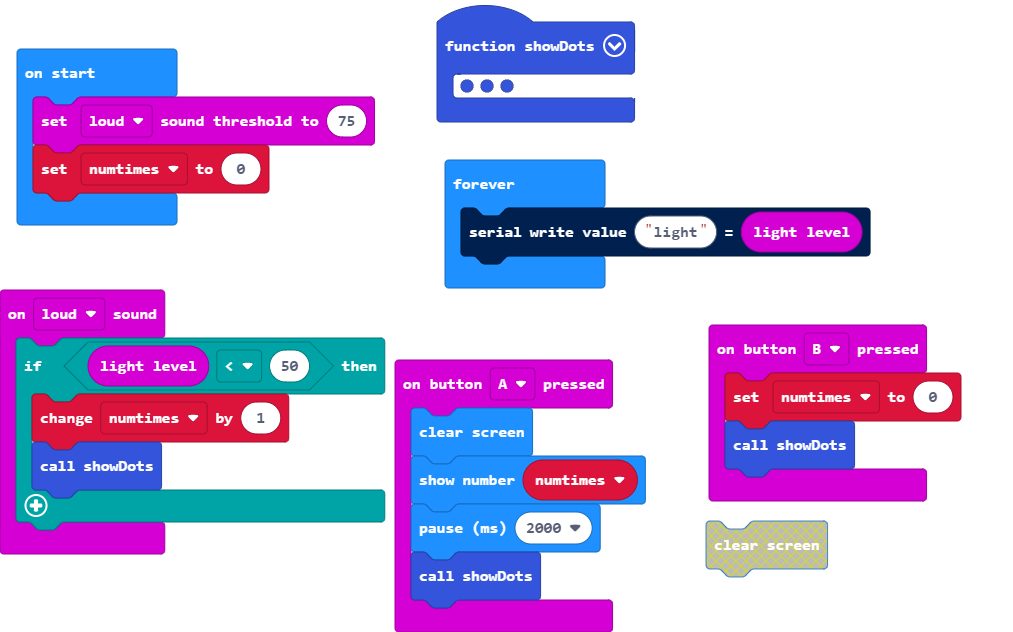 on start
set loud sound threshold to 75
set numtimes to 0
function showDots
forever
serial write value "light" = light level
on loud sound
if light level < 50 then
change numtimes by 1
call showDots
on button A pressed
clear screen
show number numtimes
pause (ms) 2000
call showDots
on button B pressed
set numtimes to 0
call showDots
clear screen